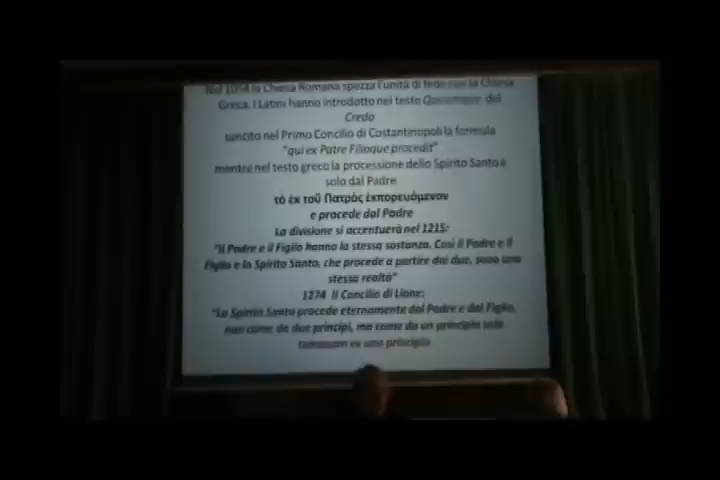 Nel 1054 la Chiesa Romana spezza l'unità di fede con la Chiesa
Greca. I Latini hanno introdotto nel testo Quicumque del
Credo
sancito nel Primo Concilio di Costantinopoli la formula
"qui ex Patre Filioque procedit"
mentre nel testo greco la processione dello Spirito Santo è
solo dal Padre
τὸ ἐκ τοῦ Πατρὸς ἐκπορευόμενον
e procede dal Padre
La divisione si accentuerà nel 1215:
"Il Padre e il Figlio hanno la stessa sostanza. Così il Padre e il
Figlio e lo Spirito Santo, che procede a partire dai due, sono una
stessa realtà"
1274 II Concilio di Lione:
"Lo Spirito Santo procede eternamente dal Padre e dal Figlio,
non come da due principi, ma come da un principio solo
tamquam ex uno principio